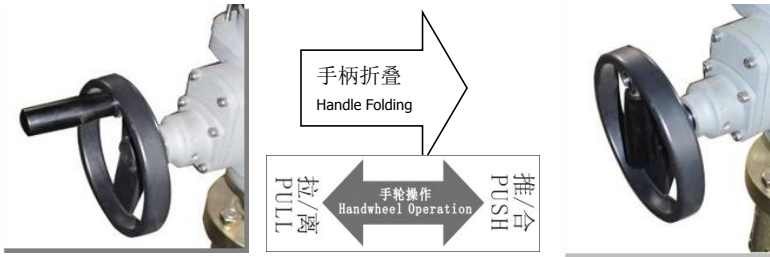 手柄折叠
Handle Folding
拉/离
PULL
手轮操作
Handwheel Operation
推/合
PUSH